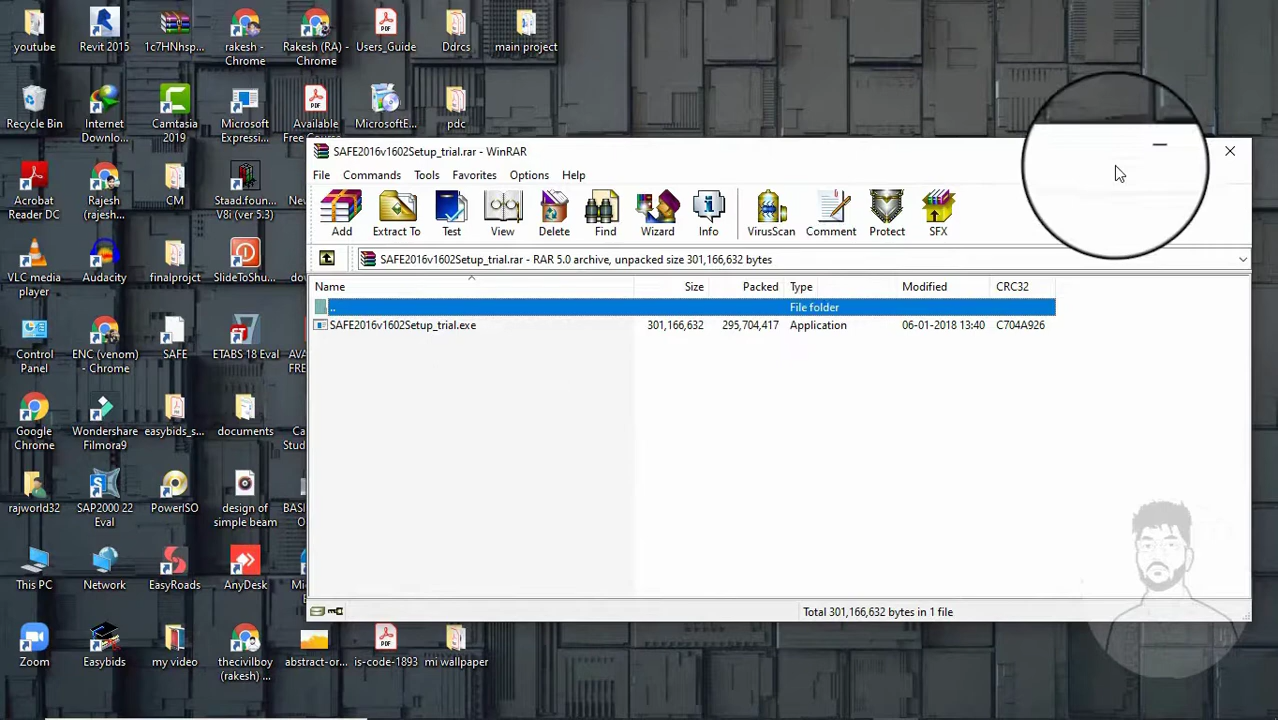 youtube
Revit 2015
1c7HNhsp...
rakesh -
Chrome
Rakesh (RA) -
Chrome
Users_Guide
Ddrcs
main project
Recycle Bin
Internet
Downlo...
Camtasia
2019
Microsoft
Expressi...
Available
Free Cour...
MicrosoftE...
pdc
SAFE2016v1602Setup_trial.rar - WinRAR
File
Commands
Tools
Favorites
Options
Help
Acrobat
Reader DC
Rajesh
(rajesh...
CM
Staad.foun...
V8i (ver 5.3)
Add
Extract To
Test
View
Delete
Find
Wizard
Info
VirusScan
Comment
Protect
SFX
SAFE2016v1602Setup_trial.rar - RAR 5.0 archive, unpacked size 301,166,632 bytes
VLC media
player
Audacity
finalprojct
SlideToShu...
Name
Size
Packed
Type
Modified
CRC32
..
File folder
SAFE2016v1602Setup_trial.exe
301,166,632
295,704,417
Application
06-01-2018 13:40
C704A926
Control
Panel
ENC (venom)
- Chrome
SAFE
ETABS 18 Eval
Google
Chrome
Wondershare
Filmora9
easybids_s...
documents
rajworld32
SAP2000 22
Eval
PowerISO
design of
simple beam
This PC
Network
EasyRoads
AnyDesk
Total 301,166,632 bytes in 1 file
Zoom
Easybids
my video
thecivilboy
(rakesh) ...
abstract-or...
is-code-1893
mi wallpaper